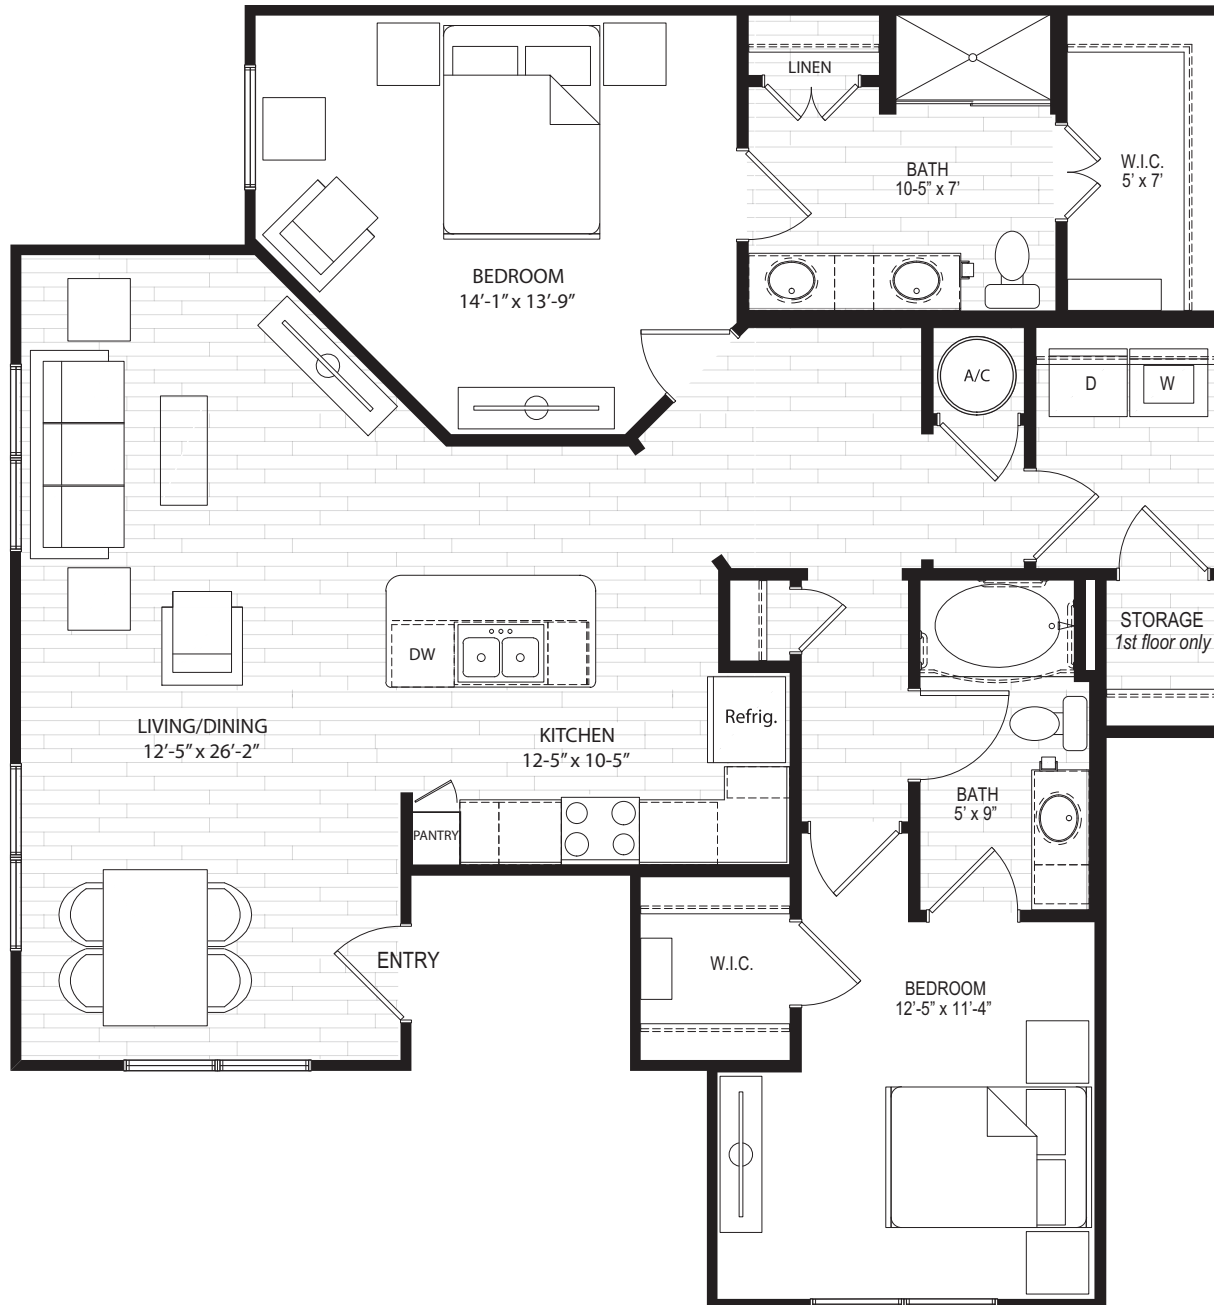 LINEN
BATH
10-5" x 7'
W.I.C.
5' x 7'
BEDROOM
14'-1" x 13'-9"
A/C
D
W
STORAGE
1st floor only
DW
Refrig.
LIVING/DINING
12'-5" x 26'-2"
KITCHEN
12-5" x 10-5"
BATH
5' x 9"
PANTRY
ENTRY
W.I.C.
BEDROOM
12'-5" x 11'-4"